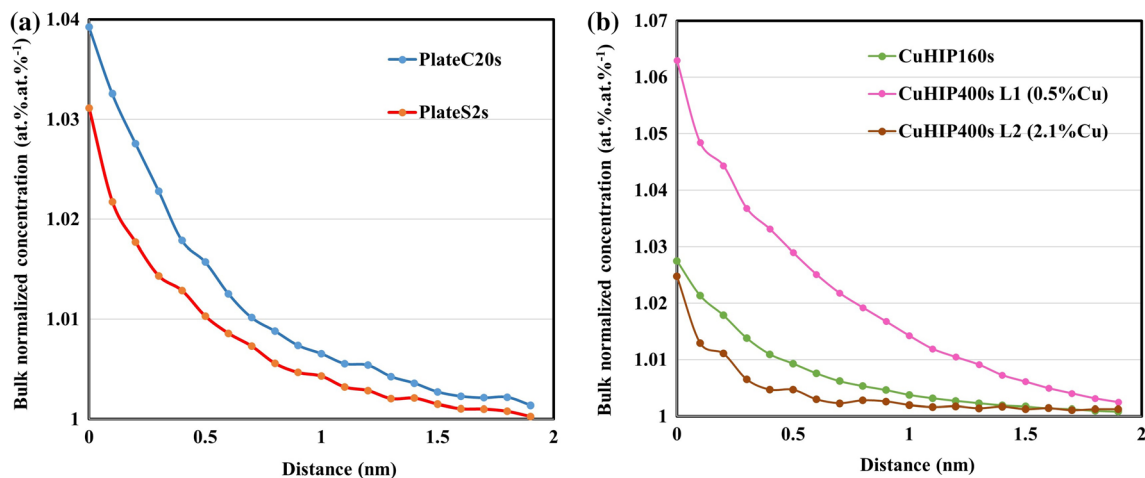 (a)
Bulk normalized concentration (at.%.at.%-1)
1.04
1.03
1.02
1.01
1
0
0.5
1
1.5
2
Distance (nm)
PlateC20s
PlateS2s
(b)
Bulk normalized concentration (at.%.at.%-1)
1.07
1.06
1.05
1.04
1.03
1.02
1.01
1
0
0.5
1
1.5
2
Distance (nm)
CuHIP160s
CuHIP400s L1 (0.5%Cu)
CuHIP400s L2 (2.1%Cu)